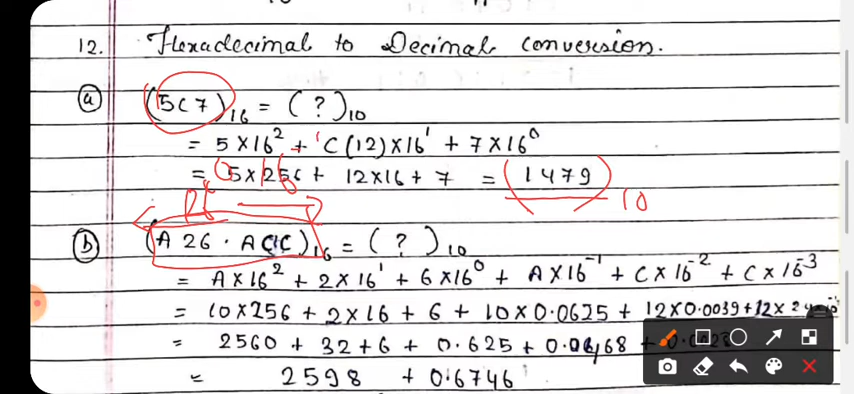 12. Hexadecimal to Decimal conversion.
(a) (5C7)16 = ( ? )10
= 5×16² + C(12)×16¹ + 7×16⁰
= 5×256 + 12×16 + 7 = (1479) 10
(b) (A 26 . ACC)16 = ( ? )10
= A×16² + 2×16¹ + 6×16⁰ + A×16⁻¹ + C×16⁻² + C×16⁻³
= 10×256 + 2×16 + 6 + 10×0.0625 + 12×0.0039 + 12×
= 2560 + 32 + 6 + 0.625 + 0.0468 +
= 2598 + 0.6746